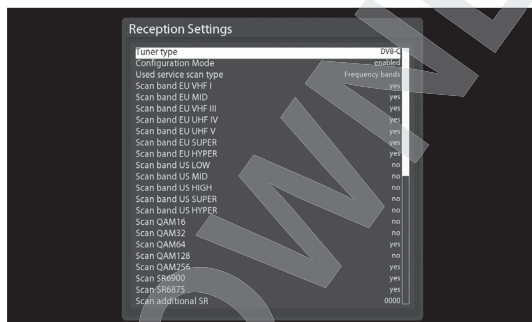 Reception Settings
Tuner type DVB-C
Configuration Mode enabled
Used service scan type Frequency bands
Scan band EU VHF I yes
Scan band EU MID yes
Scan band EU VHF III yes
Scan band EU UHF IV yes
Scan band EU UHF V yes
Scan band EU SUPER yes
Scan band EU HYPER yes
Scan band US LOW no
Scan band US MID no
Scan band US HIGH no
Scan band US SUPER no
Scan band US HYPER no
Scan QAM16 no
Scan QAM32 no
Scan QAM64 yes
Scan QAM128 no
Scan QAM256 yes
Scan SR6900 yes
Scan SR6875 yes
Scan additional SR 0000